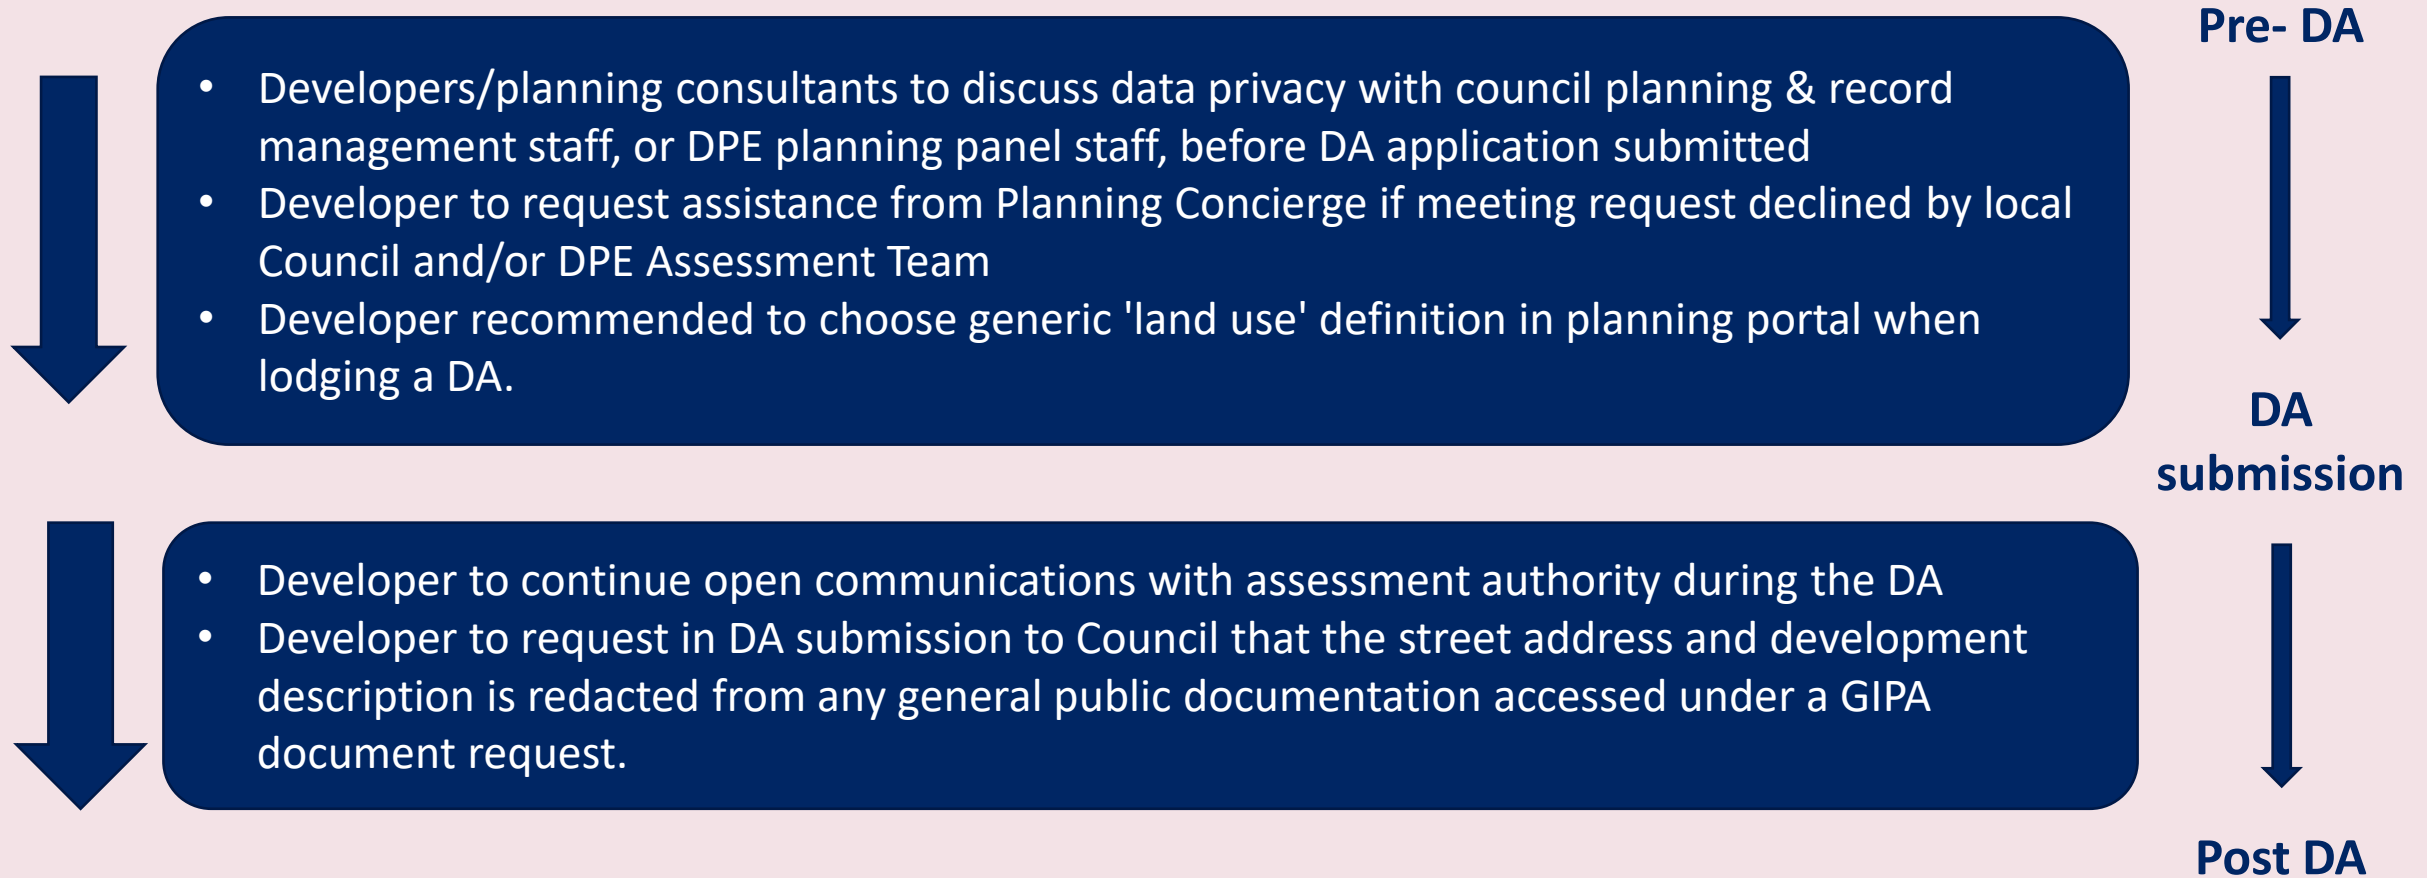 Pre- DA
• Developers/planning consultants to discuss data privacy with council planning & record
management staff, or DPE planning panel staff, before DA application submitted
• Developer to request assistance from Planning Concierge if meeting request declined by local
Council and/or DPE Assessment Team
• Developer recommended to choose generic 'land use' definition in planning portal when
lodging a DA.
DA
submission
• Developer to continue open communications with assessment authority during the DA
• Developer to request in DA submission to Council that the street address and development
description is redacted from any general public documentation accessed under a GIPA
document request.
Post DA